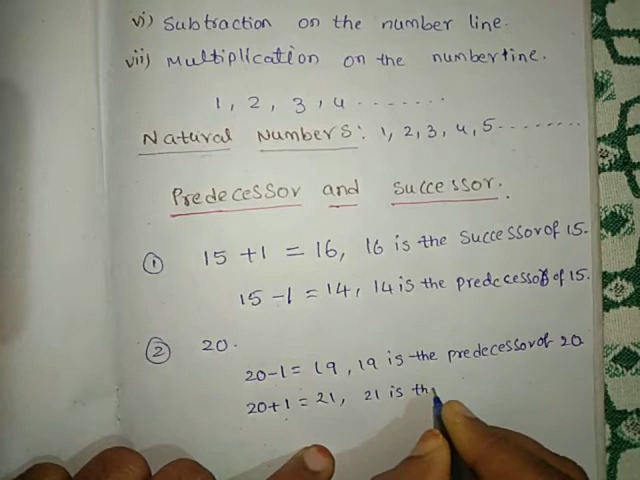 vi) Subtraction on the number line.
vii) Multiplication on the number line.
1, 2, 3, 4 ........
Natural Numbers: 1, 2, 3, 4, 5 ........
Predecessor and Successor.
① 15 + 1 = 16, 16 is the Successor of 15.
15 - 1 = 14, 14 is the predecessor of 15.
② 20.
20 - 1 = 19, 19 is the predecessor of 20
20 + 1 = 21, 21 is th